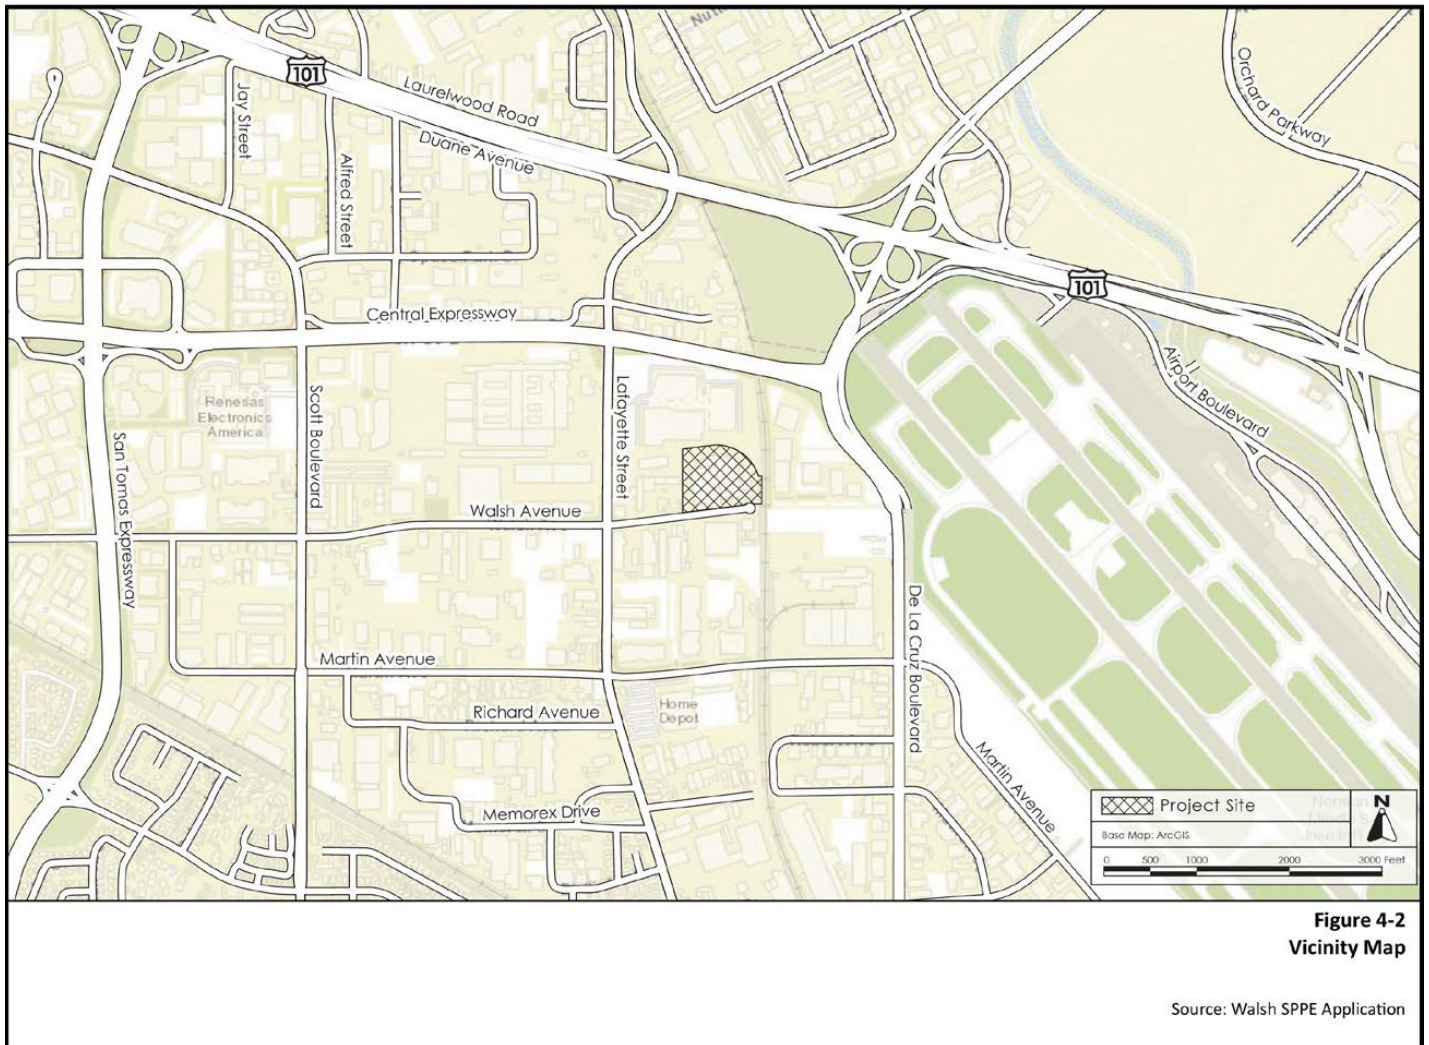 101
Laurelwood Road
Duane Avenue
Jay Street
Alfred Street
Orchard Parkway
Central Expressway
101
Airport Boulevard
Renesas
Electronics
America
Scott Boulevard
Lafayette Street
San Tomas Expressway
Walsh Avenue
De La Cruz Boulevard
Martin Avenue
Richard Avenue
Home
Depot
Martin Avenue
Memorex Drive
Project Site
N
Base Map: ArcGIS
0 500 1000 2000 3000 Feet
Figure 4-2
Vicinity Map
Source: Walsh SPPE Application